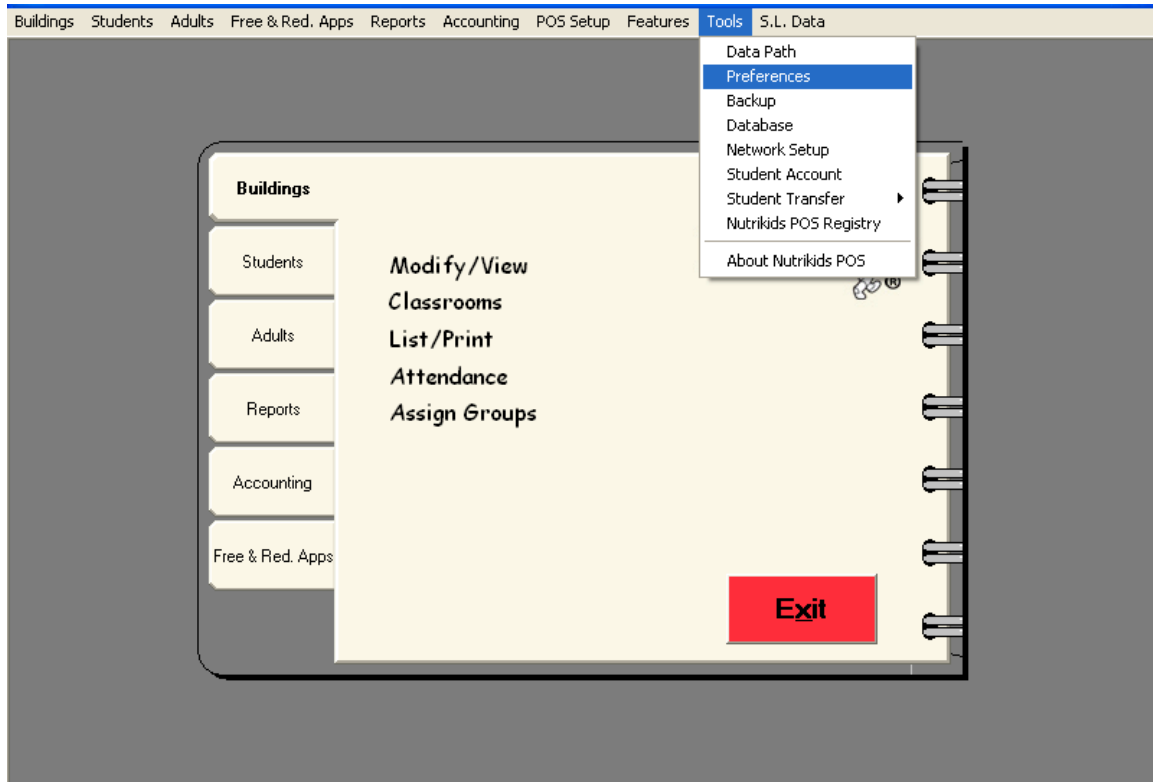 Buildings Students Adults Free & Red. Apps Reports Accounting POS Setup Features Tools S.L. Data
Data Path
Preferences
Backup
Database
Network Setup
Student Account
Student Transfer
Nutrikids POS Registry
About Nutrikids POS
Buildings
Students
Adults
Reports
Accounting
Free & Red. Apps
Modify/View
Classrooms
List/Print
Attendance
Assign Groups
®
Exit